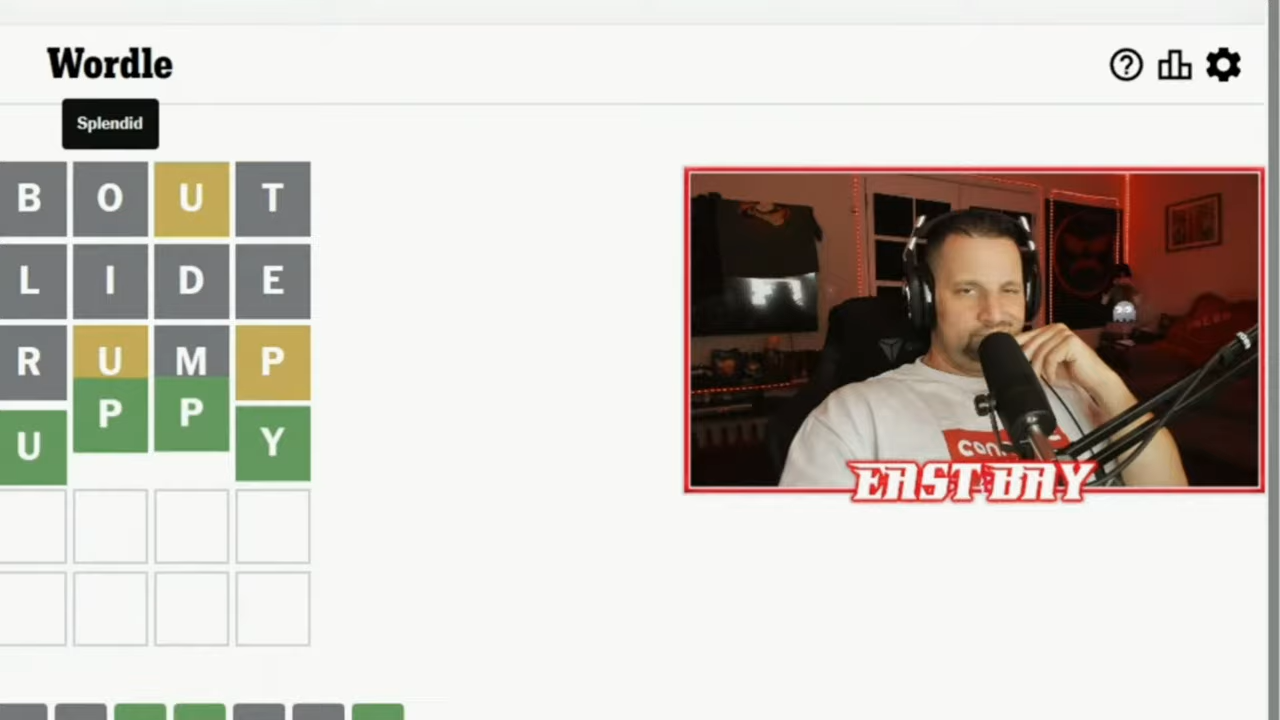 Wordle
Splendid
B O U T
L I D E
R U M P
U P P Y
EAST BAY